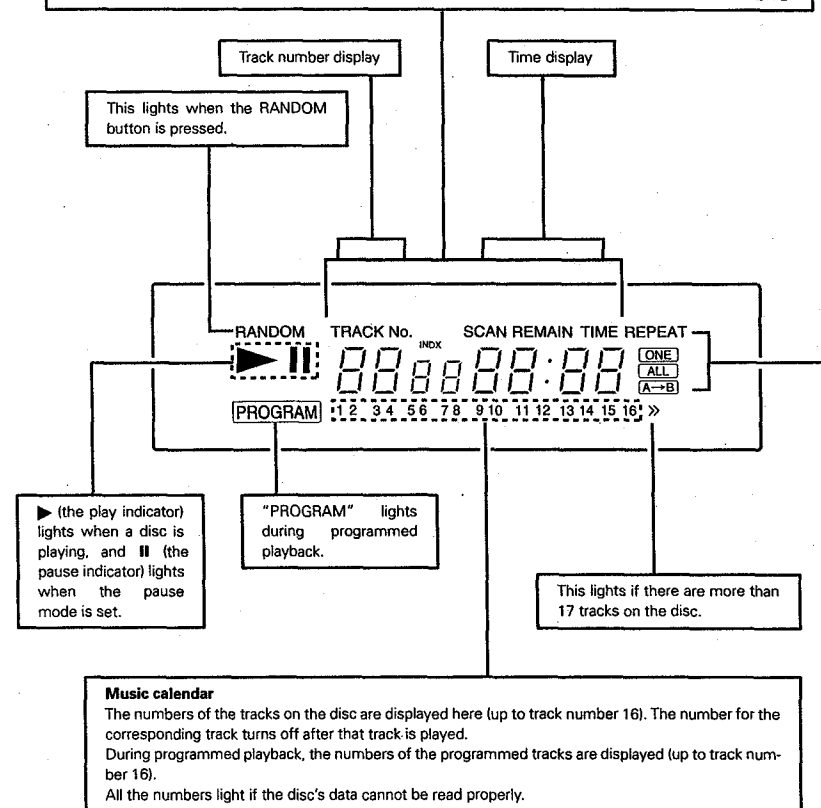 Track number display
Time display
This lights when the RANDOM
button is pressed.
RANDOM TRACK No. SCAN REMAIN TIME REPEAT
INDX
▶ II 88 88 88:88 ONE
ALL
A→B
PROGRAM 1 2 3 4 5 6 7 8 9 10 11 12 13 14 15 16 »
▶ (the play indicator)
lights when a disc is
playing, and II (the
pause indicator) lights
when the pause
mode is set.
"PROGRAM" lights
during programmed
playback.
This lights if there are more than
17 tracks on the disc.
Music calendar
The numbers of the tracks on the disc are displayed here (up to track number 16). The number for the
corresponding track turns off after that track is played.
During programmed playback, the numbers of the programmed tracks are displayed (up to track num-
ber 16).
All the numbers light if the disc's data cannot be read properly.